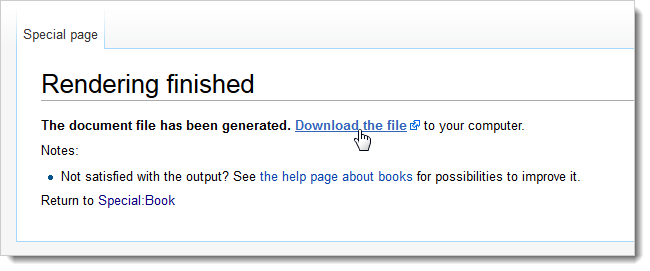 Special page
Rendering finished
The document file has been generated. Download the file to your computer.
Notes:
Not satisfied with the output? See the help page about books for possibilities to improve it.
Return to Special:Book